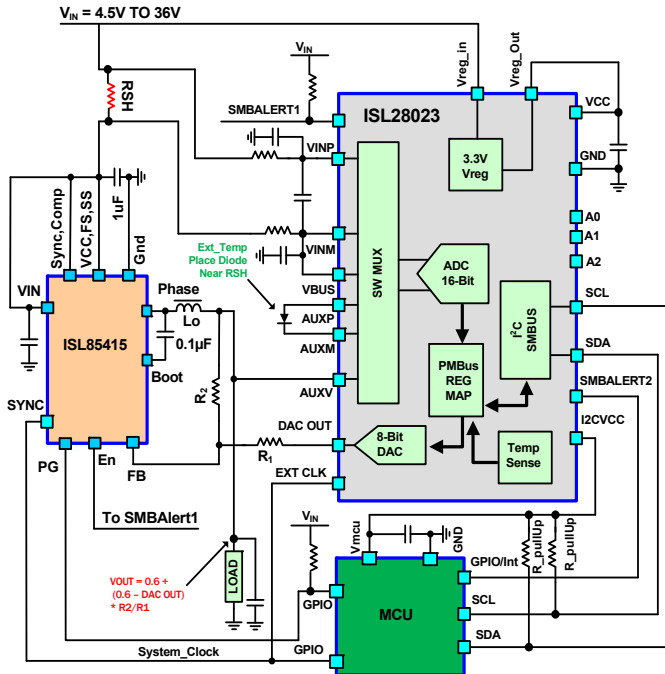 V_IN = 4.5V TO 36V
RSH
V_IN
SMBALERT1
Vreg_in
Vreg_Out
ISL28023
VCC
3.3V
Vreg
GND
VINP
1uF
Sync,Comp
VCC,FS,SS
Gnd
A0
A1
A2
SW MUX
VINM
Ext_Temp
Place Diode
Near RSH
VBUS
AUXP
AUXM
AUXV
ADC
16-Bit
I²C
SMBUS
SCL
SDA
SMBALERT2
I2CVCC
PMBus
REG
MAP
VIN
Phase
Lo
ISL85415
0.1µF
Boot
R2
SYNC
PG
En
FB
R1
DAC OUT
8-Bit
DAC
Temp
Sense
EXT CLK
To SMBAlert1
V_IN
Vmcu
GND
R_pullUp
R_pullUp
VOUT = 0.6 +
(0.6 – DAC OUT)
* R2/R1
LOAD
GPIO
MCU
GPIO/Int
SCL
SDA
System_Clock
GPIO